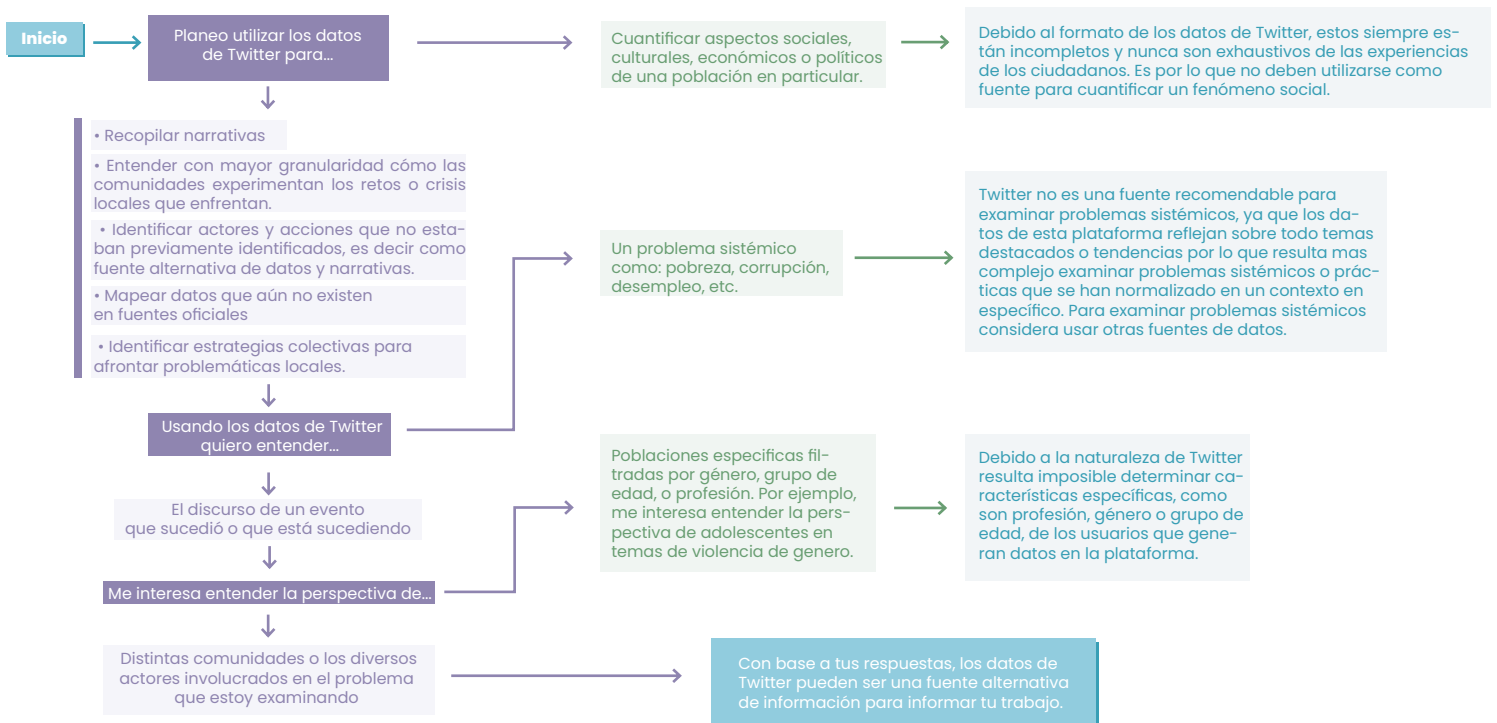 Inicio
Planeo utilizar los datos
de Twitter para...
Cuantificar aspectos sociales,
culturales, económicos o políticos
de una población en particular.
Debido al formato de los datos de Twitter, estos siempre es-
tán incompletos y nunca son exhaustivos de las experiencias
de los ciudadanos. Es por lo que no deben utilizarse como
fuente para cuantificar un fenómeno social.
• Recopilar narrativas
• Entender con mayor granularidad cómo las
comunidades experimentan los retos o crisis
locales que enfrentan.
• Identificar actores y acciones que no esta-
ban previamente identificados, es decir como
fuente alternativa de datos y narrativas.
• Mapear datos que aún no existen
en fuentes oficiales
• Identificar estrategias colectivas para
afrontar problemáticas locales.
Usando los datos de Twitter
quiero entender...
Un problema sistémico
como: pobreza, corrupción,
desempleo, etc.
Twitter no es una fuente recomendable para
examinar problemas sistémicos, ya que los da-
tos de esta plataforma reflejan sobre todo temas
destacados o tendencias por lo que resulta mas
complejo examinar problemas sistémicos o prác-
ticas que se han normalizado en un contexto en
específico. Para examinar problemas sistémicos
considera usar otras fuentes de datos.
El discurso de un evento
que sucedió o que está sucediendo
Me interesa entender la perspectiva de...
Poblaciones especificas fil-
tradas por género, grupo de
edad, o profesión. Por ejemplo,
me interesa entender la pers-
pectiva de adolescentes en
temas de violencia de genero.
Debido a la naturaleza de Twitter
resulta imposible determinar ca-
racterísticas específicas, como
son profesión, género o grupo de
edad, de los usuarios que gene-
ran datos en la plataforma.
Distintas comunidades o los diversos
actores involucrados en el problema
que estoy examinando
Con base a tus respuestas, los datos de
Twitter pueden ser una fuente alternativa
de información para informar tu trabajo.